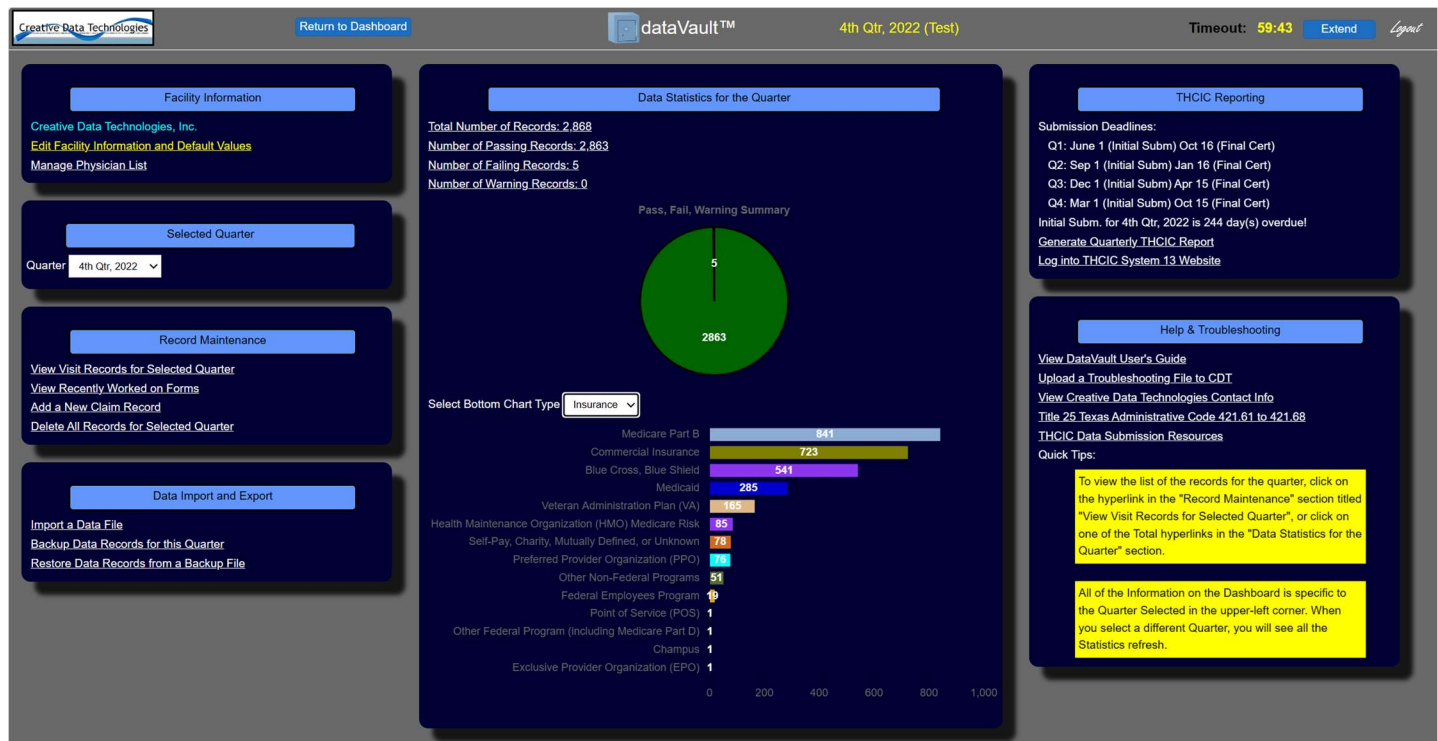 Creative Data Technologies
Return to Dashboard
dataVault™
4th Qtr, 2022 (Test)
Timeout: 59:43
Extend
Logout
Facility Information
Creative Data Technologies, Inc.
Edit Facility Information and Default Values
Manage Physician List
Selected Quarter
Quarter 4th Qtr, 2022
Record Maintenance
View Visit Records for Selected Quarter
View Recently Worked on Forms
Add a New Claim Record
Delete All Records for Selected Quarter
Data Import and Export
Import a Data File
Backup Data Records for this Quarter
Restore Data Records from a Backup File
Data Statistics for the Quarter
Total Number of Records: 2,868
Number of Passing Records: 2,863
Number of Failing Records: 5
Number of Warning Records: 0
Pass, Fail, Warning Summary
5
2863
Select Bottom Chart Type Insurance
Medicare Part B 841
Commercial Insurance 723
Blue Cross, Blue Shield 541
Medicaid 285
Veteran Administration Plan (VA) 165
Health Maintenance Organization (HMO) Medicare Risk 85
Self-Pay, Charity, Mutually Defined, or Unknown 78
Preferred Provider Organization (PPO) 76
Other Non-Federal Programs 51
Federal Employees Program 19
Point of Service (POS) 1
Other Federal Program (including Medicare Part D) 1
Champus 1
Exclusive Provider Organization (EPO) 1
0 200 400 600 800 1,000
THCIC Reporting
Submission Deadlines:
Q1: June 1 (Initial Subm) Oct 16 (Final Cert)
Q2: Sep 1 (Initial Subm) Jan 16 (Final Cert)
Q3: Dec 1 (Initial Subm) Apr 15 (Final Cert)
Q4: Mar 1 (Initial Subm) Oct 15 (Final Cert)
Initial Subm. for 4th Qtr, 2022 is 244 day(s) overdue!
Generate Quarterly THCIC Report
Log into THCIC System 13 Website
Help & Troubleshooting
View DataVault User's Guide
Upload a Troubleshooting File to CDT
View Creative Data Technologies Contact Info
Title 25 Texas Administrative Code 421.61 to 421.68
THCIC Data Submission Resources
Quick Tips:
To view the list of the records for the quarter, click on
the hyperlink in the "Record Maintenance" section titled
"View Visit Records for Selected Quarter", or click on
one of the Total hyperlinks in the "Data Statistics for the
Quarter" section.
All of the Information on the Dashboard is specific to
the Quarter Selected in the upper-left corner. When
you select a different Quarter, you will see all the
Statistics refresh.